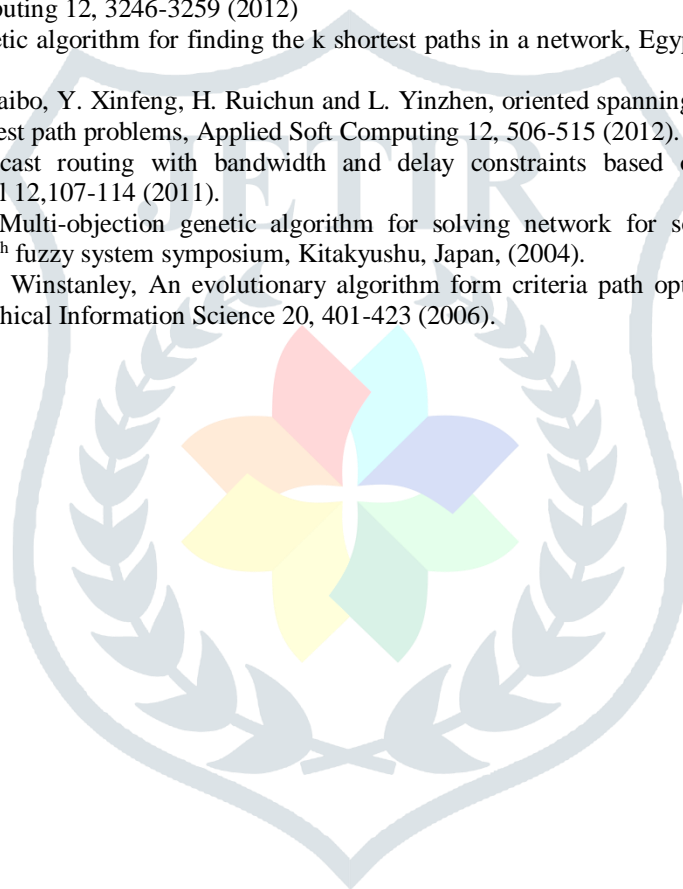 puting 12, 3246-3259 (2012)
etic algorithm for finding the k shortest paths in a network, Egyp
aibo, Y. Xinfeng, H. Ruichun and L. Yinzhen, oriented spanning
est path problems, Applied Soft Computing 12, 506-515 (2012).
cast routing with bandwidth and delay constraints based o
l 12,107-114 (2011).
Multi-objection genetic algorithm for solving network for so
h fuzzy system symposium, Kitakyushu, Japan, (2004).
Winstanley, An evolutionary algorithm form criteria path opt
hical Information Science 20, 401-423 (2006).
JETIR